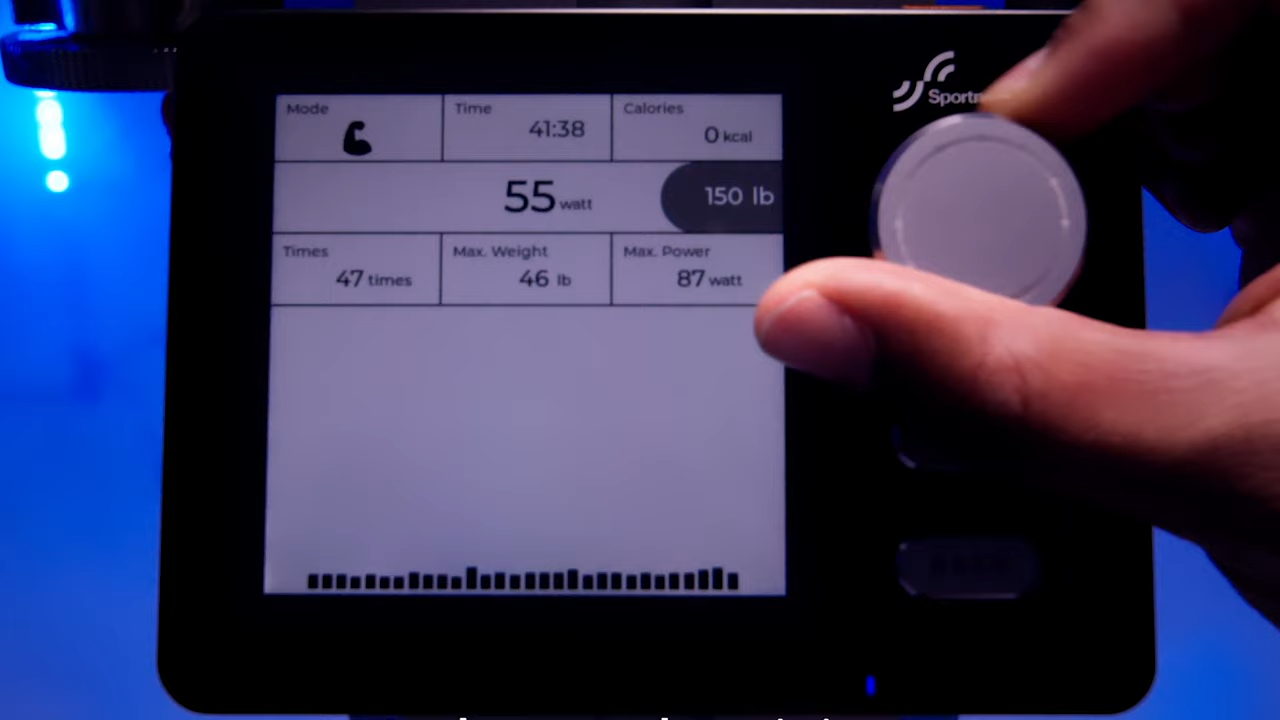 Mode
Time
Calories
41:38
0 kcal
55 watt
150 lb
Times
Max. Weight
Max. Power
47 times
46 lb
87 watt